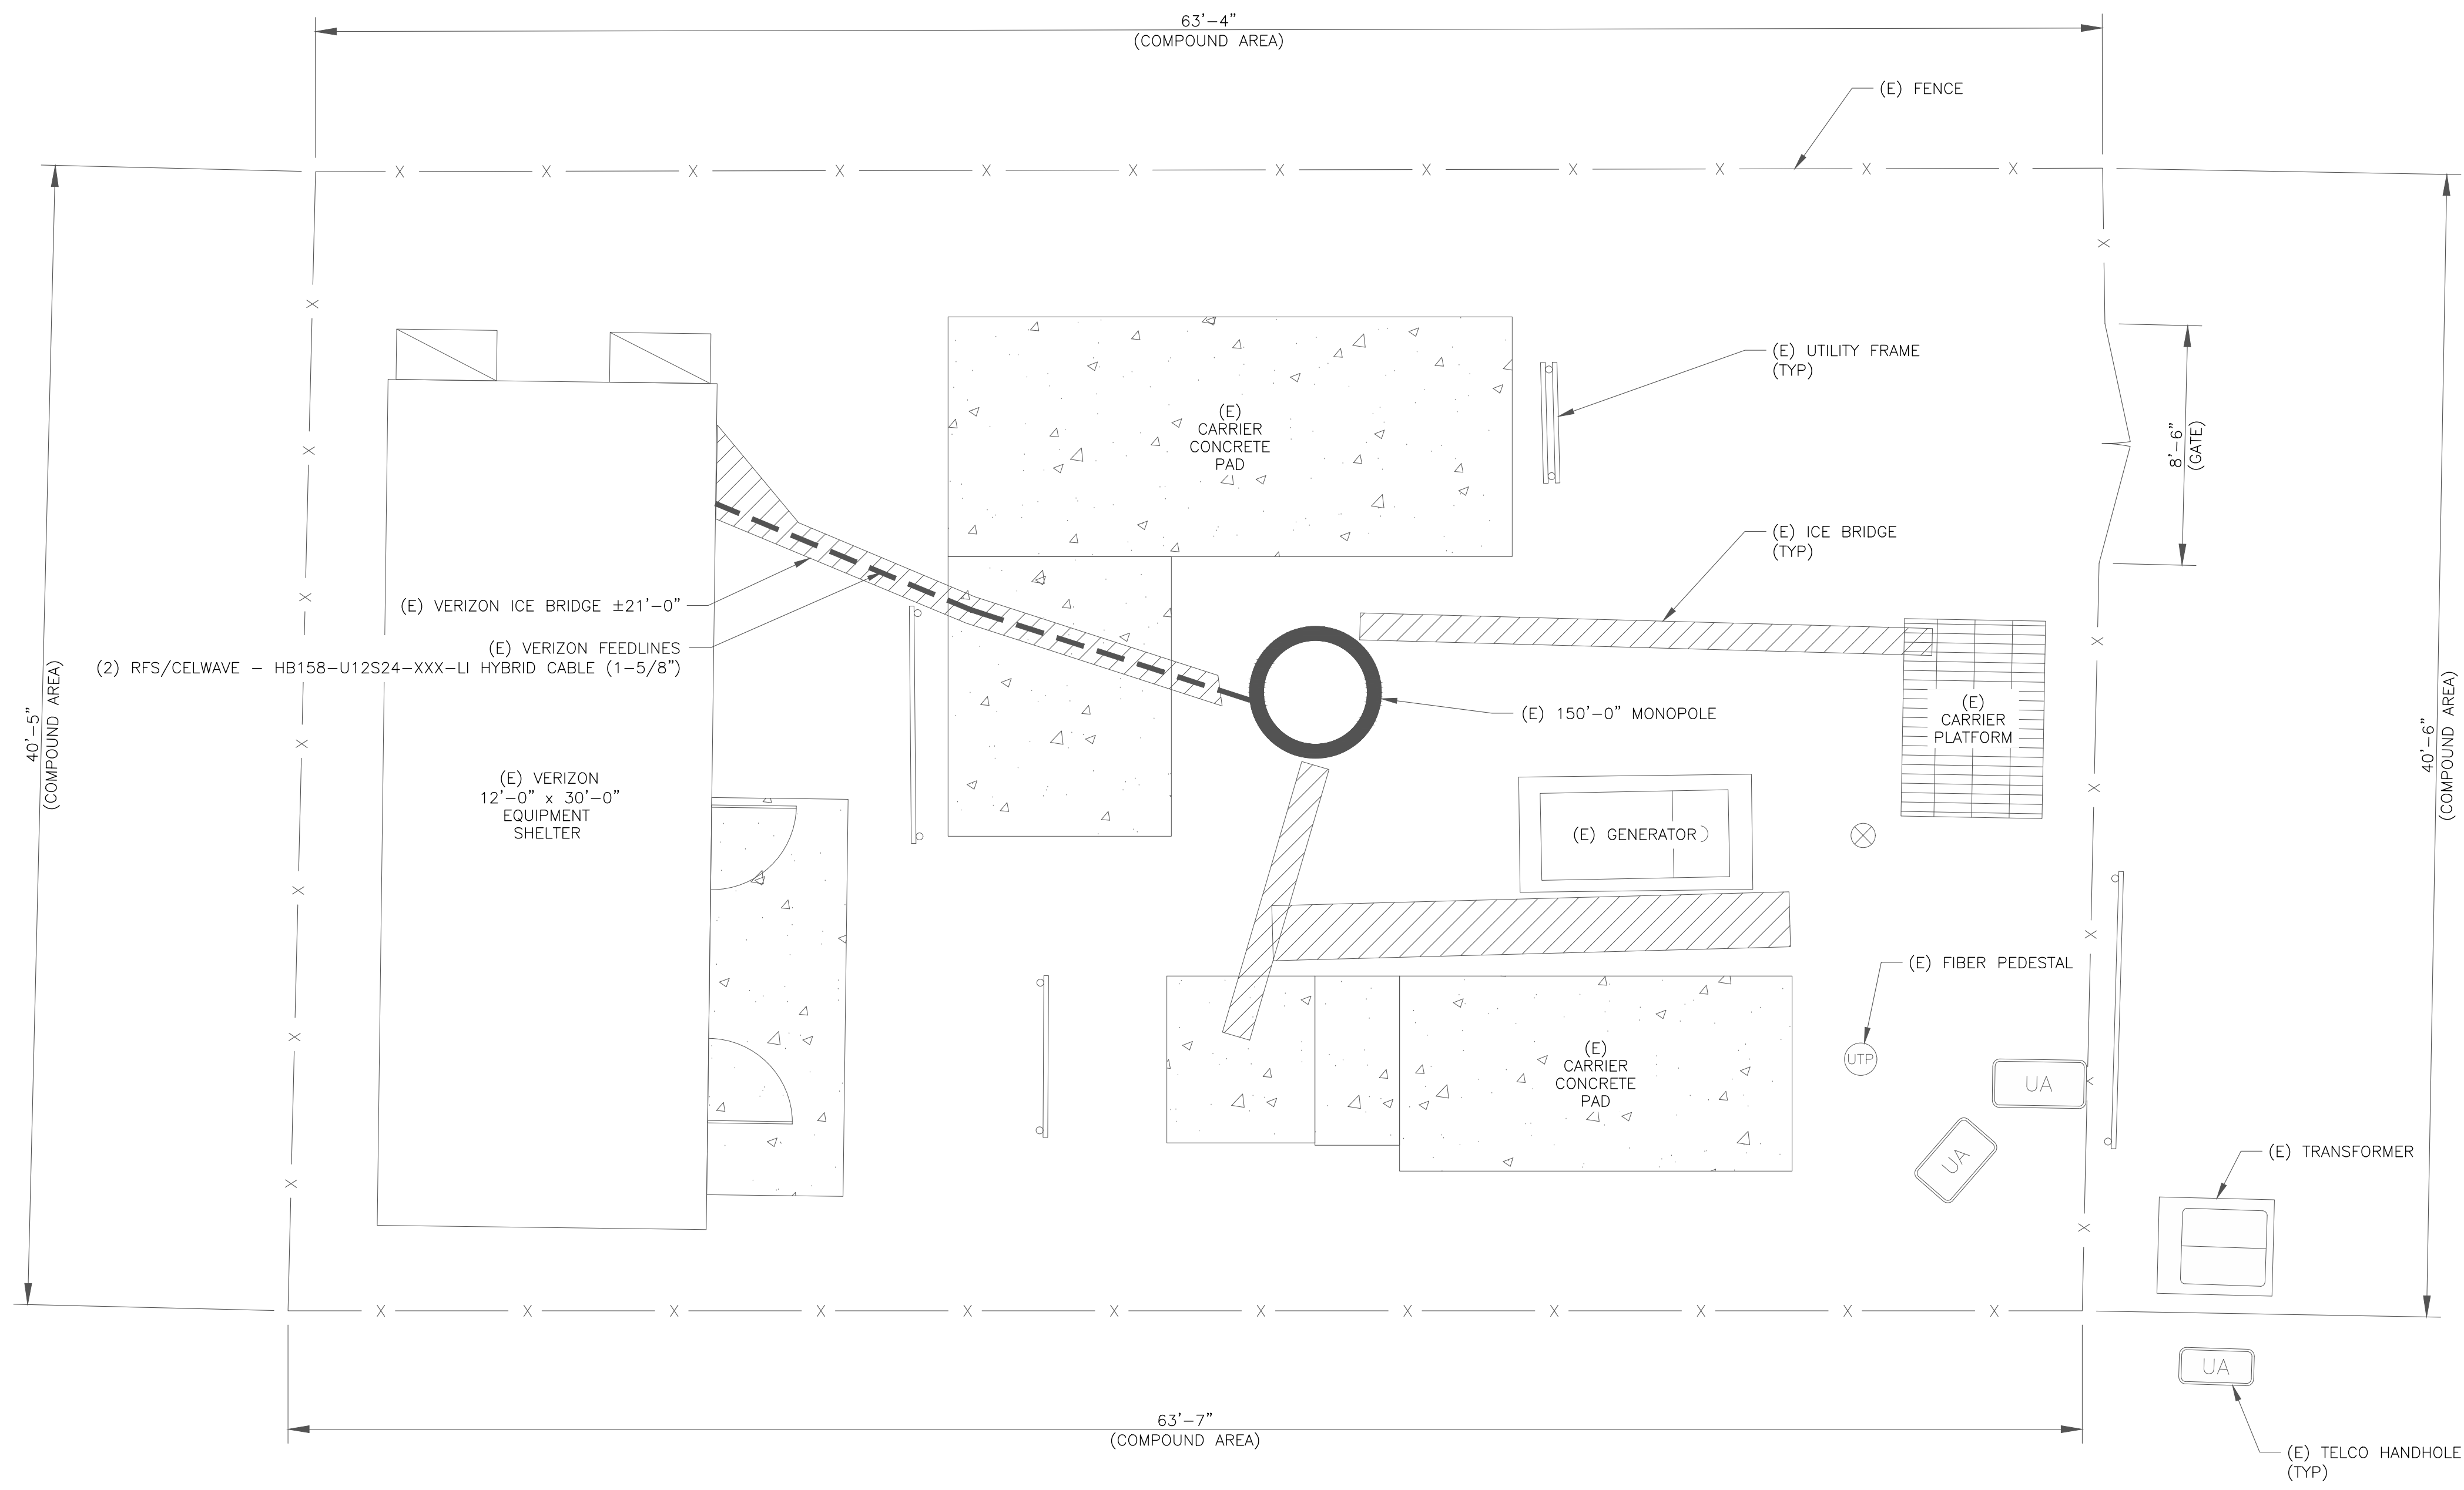 63'-4"
(COMPOUND AREA)
(E) FENCE
(E) UTILITY FRAME
(TYP)
8'-6"
(GATE)
(E)
CARRIER
CONCRETE
PAD
(E) ICE BRIDGE
(TYP)
(E) VERIZON ICE BRIDGE ±21'-0"
(E) VERIZON FEEDLINES
(2) RFS/CELWAVE - HB158-U12S24-XXX-LI HYBRID CABLE (1-5/8")
40'-5"
(COMPOUND AREA)
(E) 150'-0" MONOPOLE
(E)
CARRIER
PLATFORM
40'-6"
(COMPOUND AREA)
(E) VERIZON
12'-0" x 30'-0"
EQUIPMENT
SHELTER
(E) GENERATOR
(E) FIBER PEDESTAL
UTP
(E)
CARRIER
CONCRETE
PAD
UA
UA
(E) TRANSFORMER
UA
63'-7"
(COMPOUND AREA)
(E) TELCO HANDHOLE
(TYP)